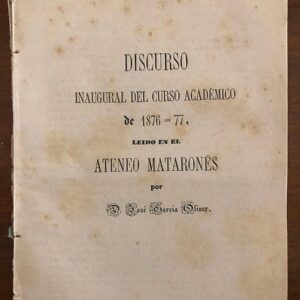 DISCURSO
INAUGURAL DEL CURSO ACADÉMICO
de 1876=77,
LEIDO EN EL
ATENEO MATARONÉS
por
D. José García Oliver.